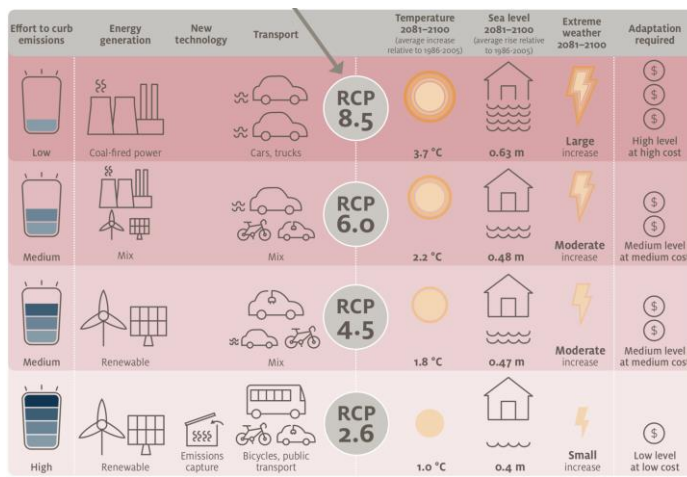 Effort to curb
emissions
Energy
generation
New
technology
Transport
Temperature
2081–2100
(average increase
relative to 1986-2005)
Sea level
2081–2100
(average rise relative
to 1986-2005)
Extreme
weather
2081–2100
Adaptation
required
Low
Coal-fired power
Cars, trucks
RCP
8.5
3.7 °C
0.63 m
Large
increase
$
$
$
High level
at high cost
Medium
Mix
Mix
RCP
6.0
2.2 °C
0.48 m
Moderate
increase
$
$
Medium level
at medium cost
Medium
Renewable
Mix
RCP
4.5
1.8 °C
0.47 m
Moderate
increase
$
$
Medium level
at medium cost
High
Renewable
Emissions
capture
Bicycles, public
transport
RCP
2.6
1.0 °C
0.4 m
Small
increase
$
Low level
at low cost